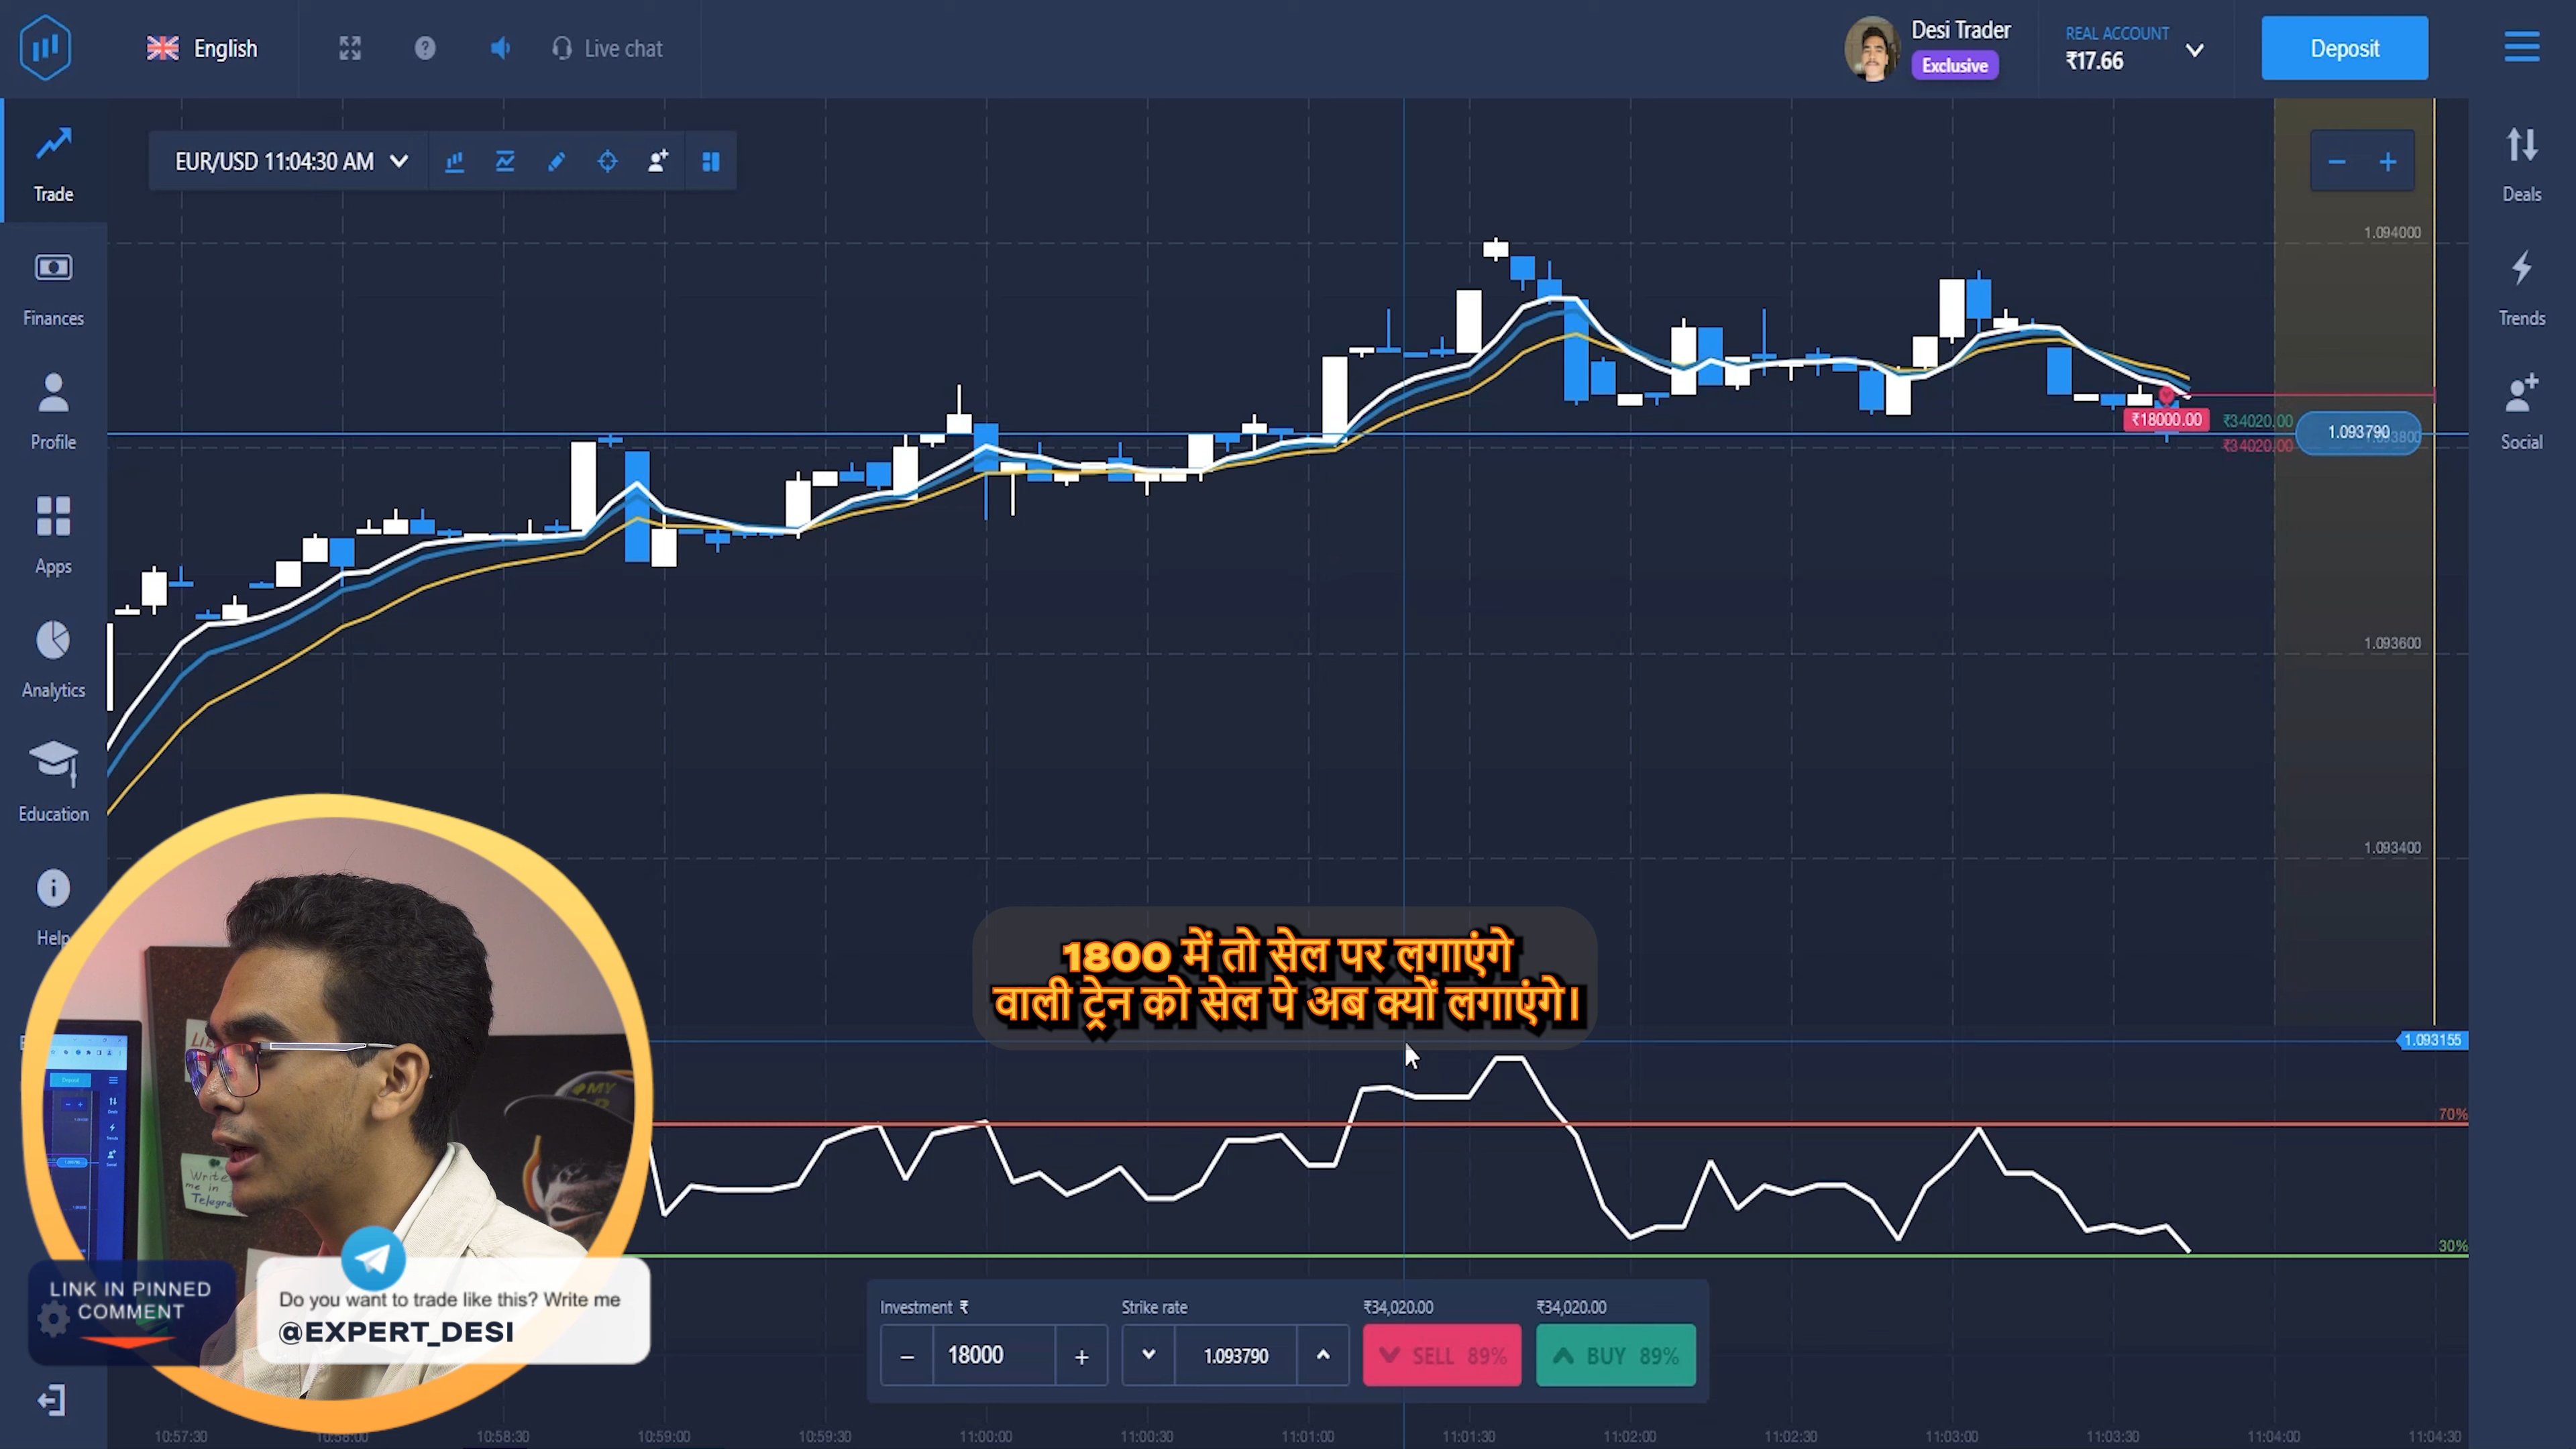 English
Live chat
Desi Trader
Exclusive
REAL ACCOUNT
₹17.66
Deposit
EUR/USD 11:04:30 AM
Trade
Finances
Profile
Apps
Analytics
Education
Help
Deals
Trends
Social
1.094000
₹18000.00
₹34020.00
₹34020.00
1.093790
1.093600
1.093400
1.093155
70%
30%
1800 में तो सेल पर लगाएंगे
वाली ट्रेन को सेल पे अब क्यों लगाएंगे।
MY
Write
me in
Telegram
LINK IN PINNED
COMMENT
Do you want to trade like this? Write me
@EXPERT_DESI
Investment ₹
18000
Strike rate
1.093790
₹34,020.00
SELL 89%
₹34,020.00
BUY 89%
10:57:30
10:58:00
10:58:30
10:59:00
10:59:30
11:00:00
11:00:30
11:01:00
11:01:30
11:02:00
11:02:30
11:03:00
11:03:30
11:04:00
11:04:30